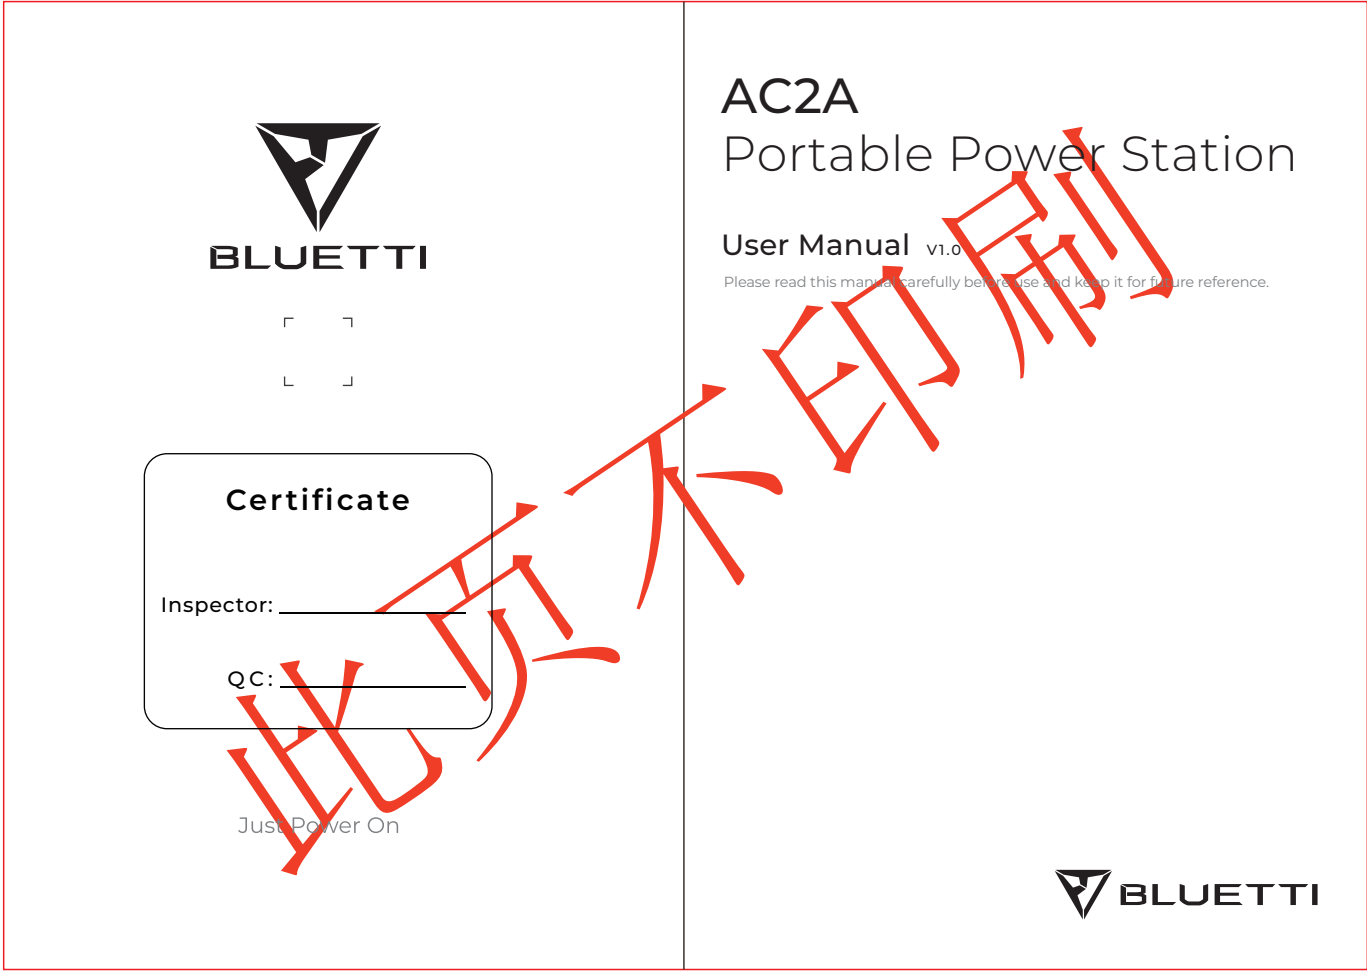 BLUETTI
Certificate
Inspector:
QC:
Just Power On
AC2A
Portable Power Station
User Manual V1.0
Please read this manual carefully before use and keep it for future reference.
BLUETTI
此页不印刷